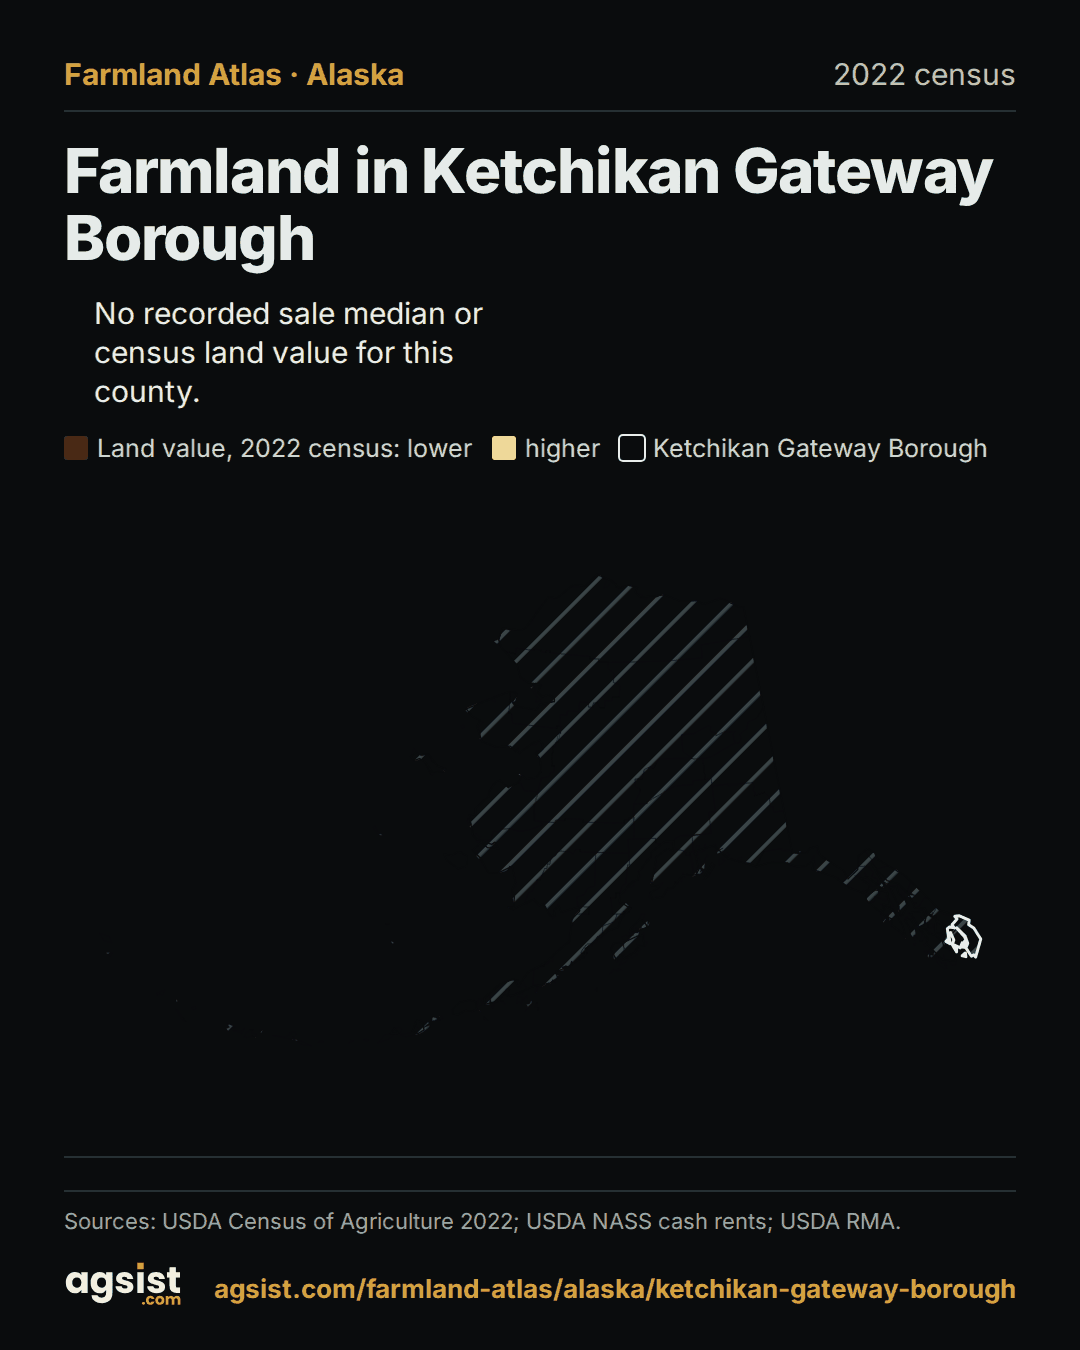 Farmland Atlas · Alaska
2022 census
Farmland in Ketchikan Gateway
Borough
No recorded sale median or
census land value for this
county.
Land value, 2022 census: lower higher Ketchikan Gateway Borough
Sources: USDA Census of Agriculture 2022; USDA NASS cash rents; USDA RMA.
agsist.com
agsist.com/farmland-atlas/alaska/ketchikan-gateway-borough